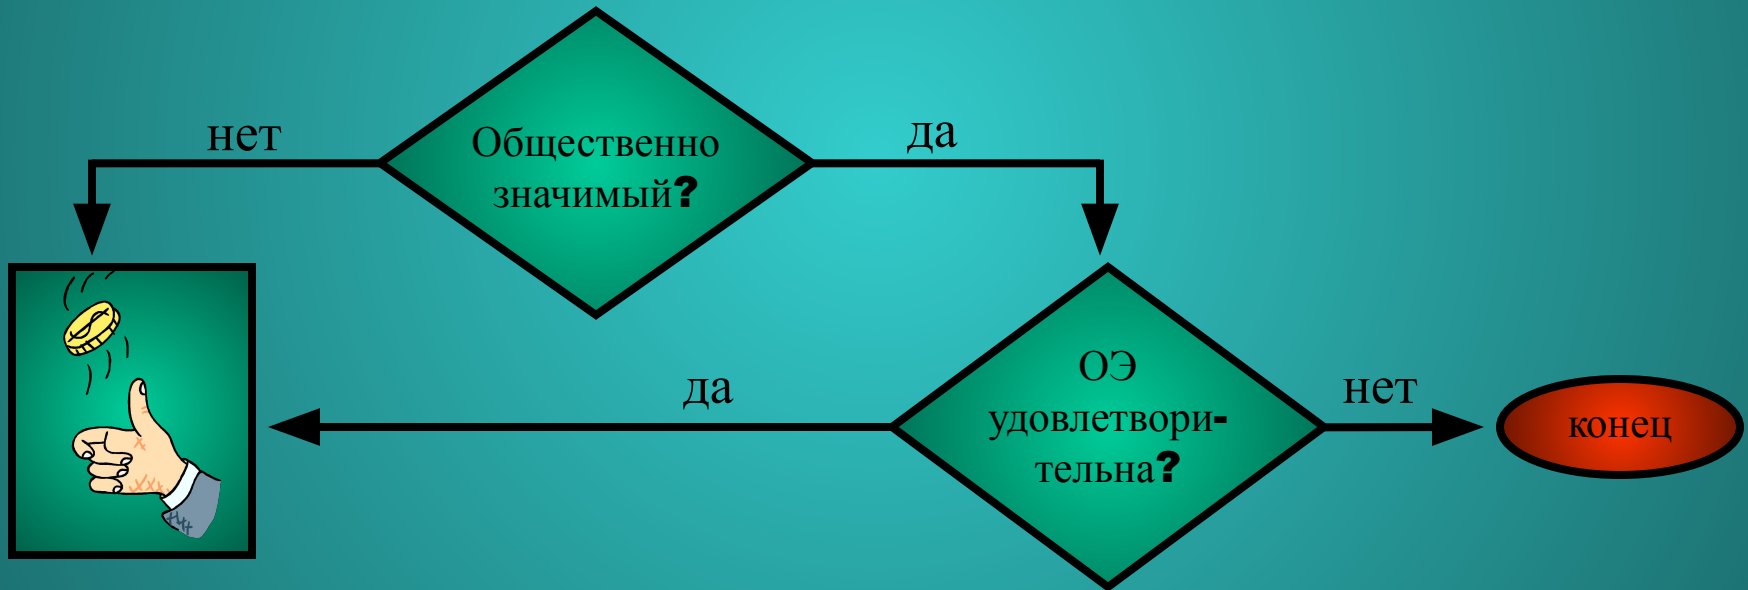 нет
Общественно
значимый?
да
ОЭ
удовлетвори-
тельна?
да
нет
конец